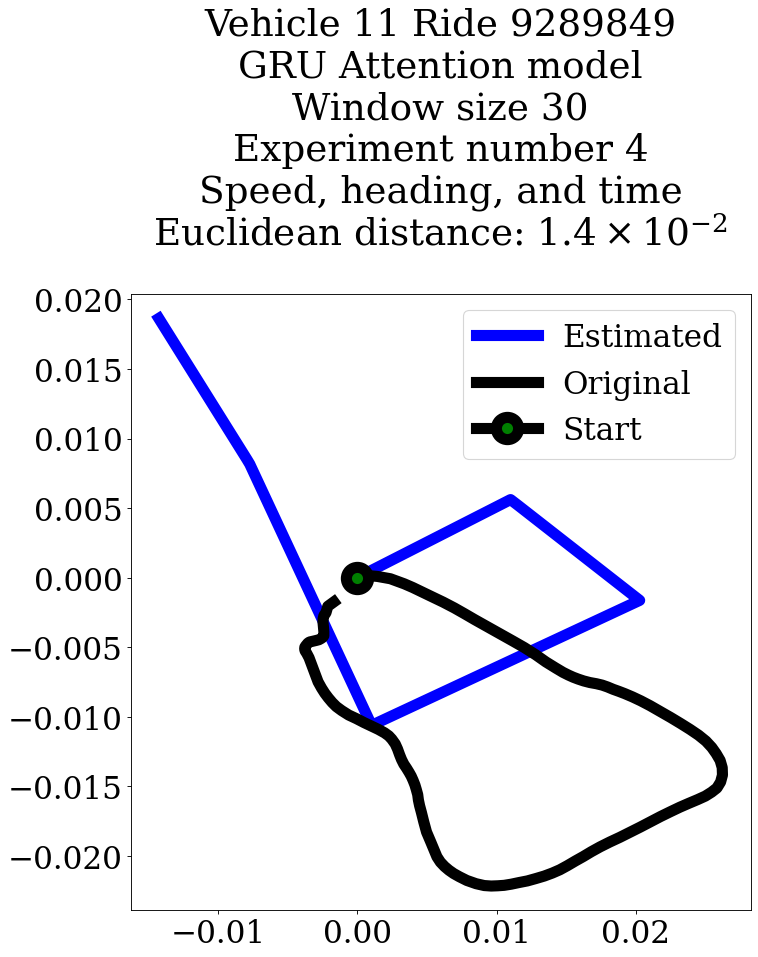 Vehicle 11 Ride 9289849
GRU Attention model
Window size 30
Experiment number 4
Speed, heading, and time
Euclidean distance: 1.4 × 10⁻²
Estimated
Original
Start
0.020
0.015
0.010
0.005
0.000
−0.005
−0.010
−0.015
−0.020
−0.01 0.00 0.01 0.02